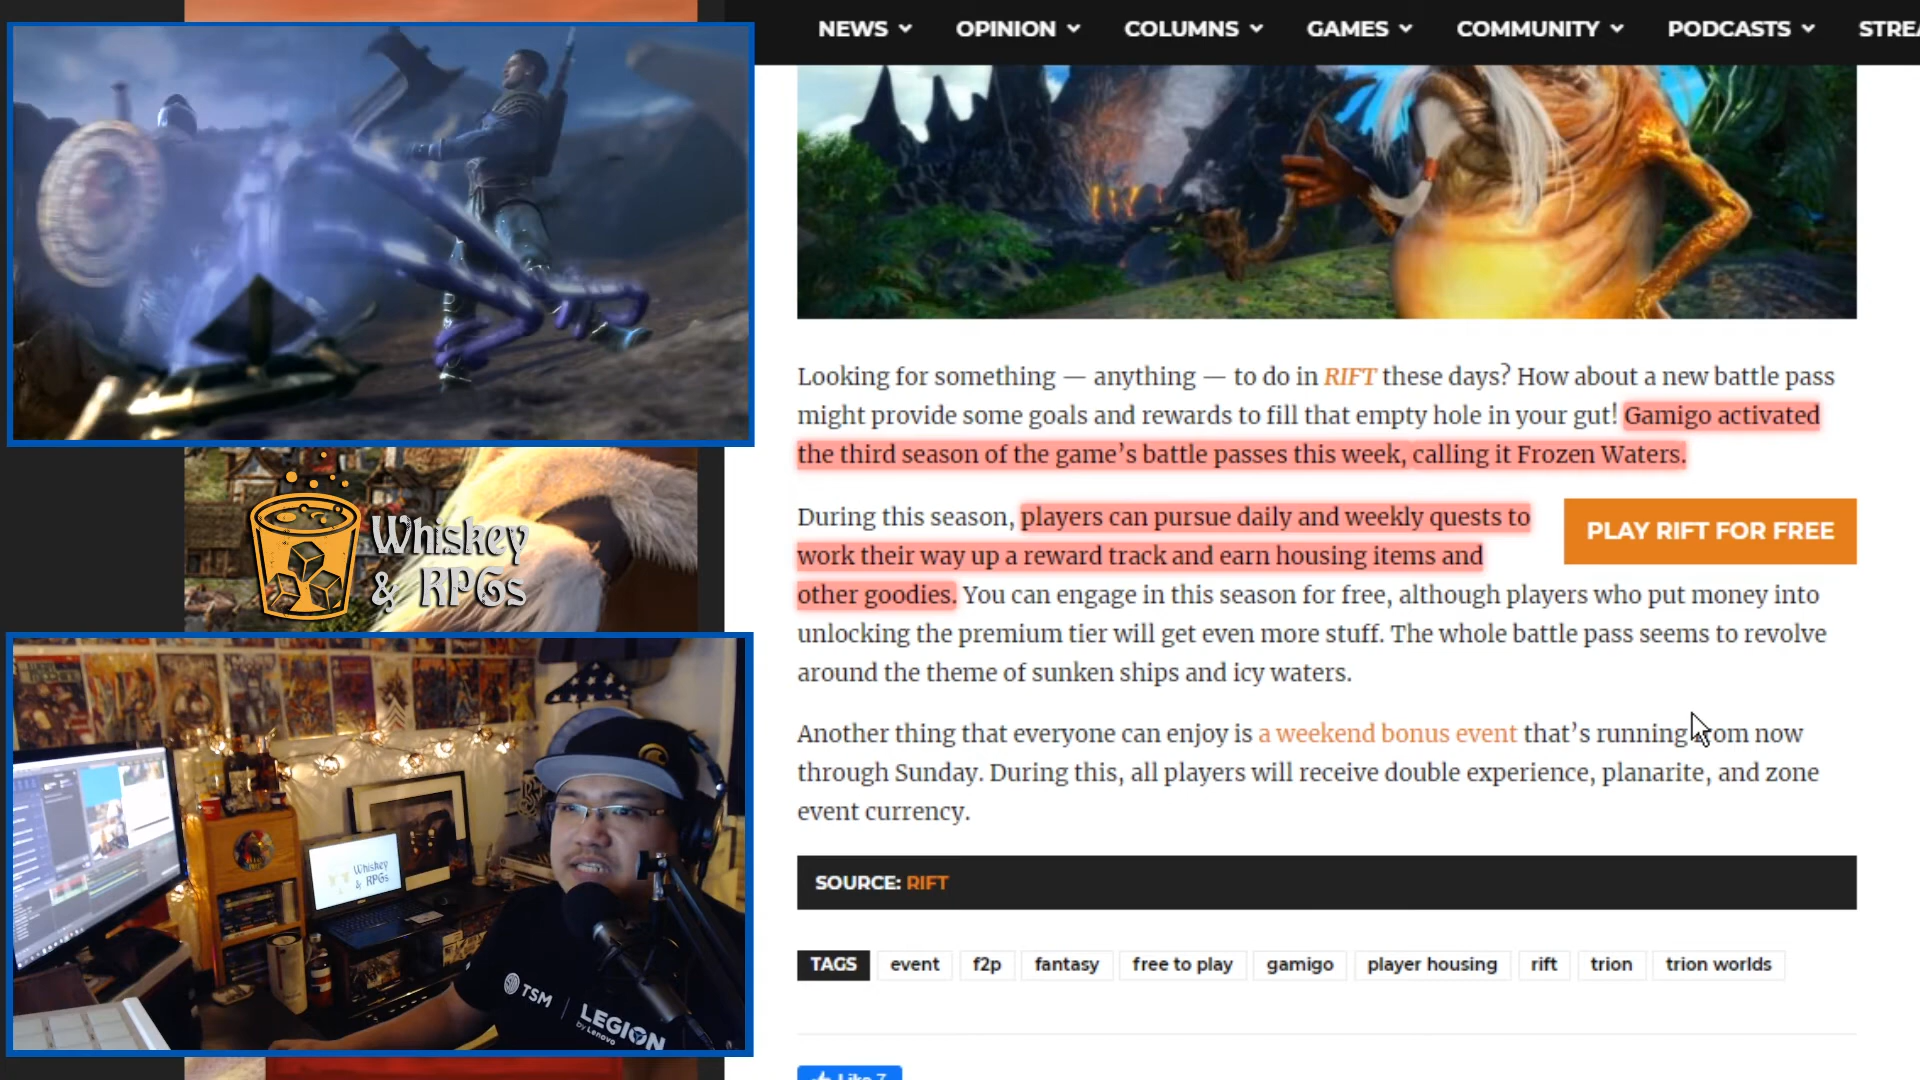 NEWS OPINION COLUMNS GAMES COMMUNITY PODCASTS STREA
Looking for something — anything — to do in RIFT these days? How about a new battle pass
might provide some goals and rewards to fill that empty hole in your gut! Gamigo activated
the third season of the game’s battle passes this week, calling it Frozen Waters.
During this season, players can pursue daily and weekly quests to
work their way up a reward track and earn housing items and
other goodies. You can engage in this season for free, although players who put money into
unlocking the premium tier will get even more stuff. The whole battle pass seems to revolve
around the theme of sunken ships and icy waters.
PLAY RIFT FOR FREE
Another thing that everyone can enjoy is a weekend bonus event that’s running from now
through Sunday. During this, all players will receive double experience, planarite, and zone
event currency.
SOURCE: RIFT
TAGS event f2p fantasy free to play gamigo player housing rift trion trion worlds
Like 7
Whiskey
& RPGs
Whiskey
& RPGs
TSM
LEGION
by Lenovo